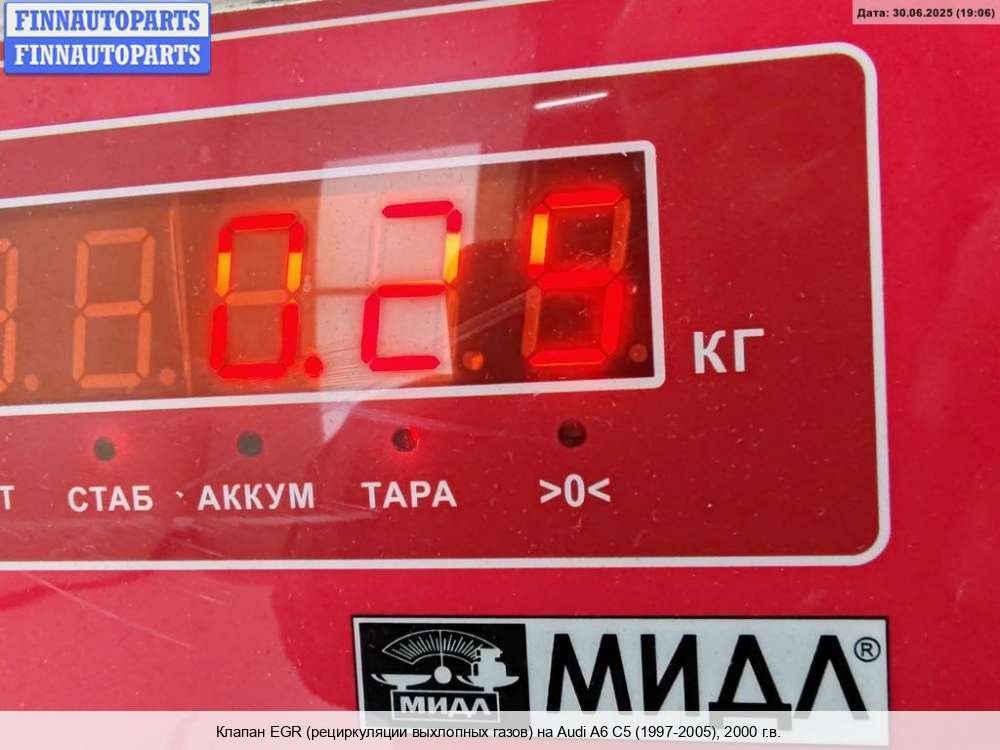 FINNAUTOPARTS
FINNAUTOPARTS
Дата: 30.06.2025 (19:06)
0.25
КГ
Т СТАБ АККУМ ТАРА >0<
МИДЛ
МИДЛ®
Клапан EGR (рециркуляции выхлопных газов) на Audi A6 C5 (1997-2005), 2000 г.в.